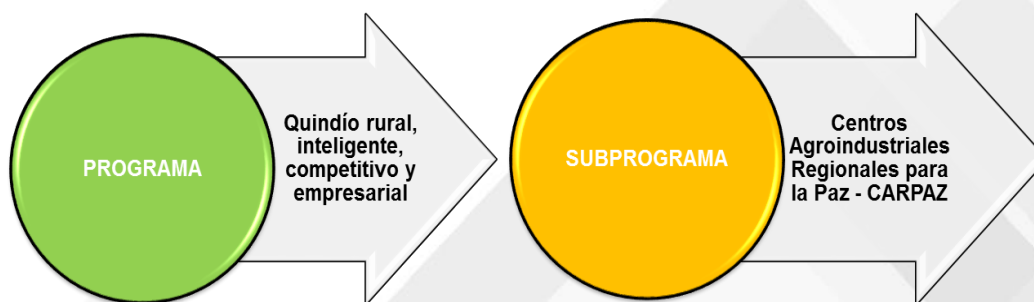 PROGRAMA
Quindío rural,
inteligente,
competitivo y
empresarial
SUBPROGRAMA
Centros
Agroindustriales
Regionales para
la Paz - CARPAZ